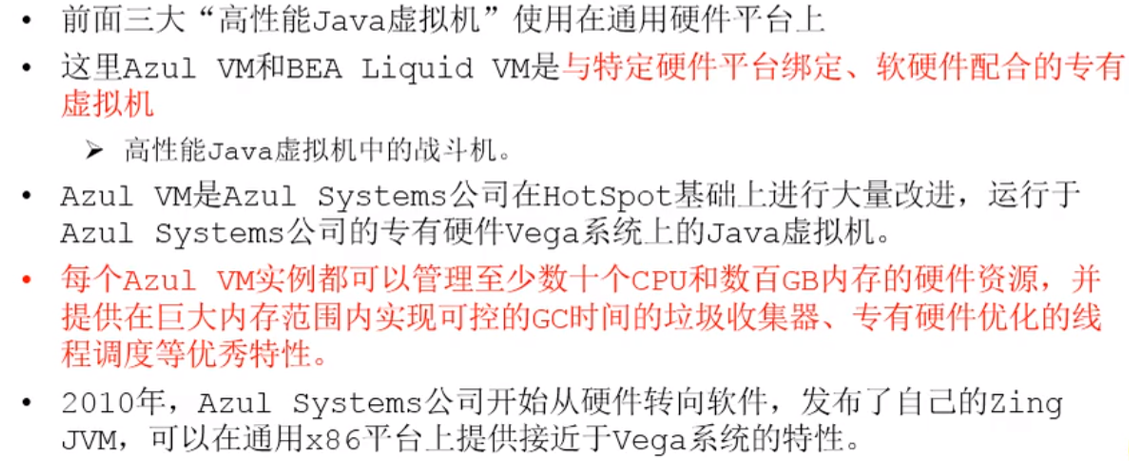 • 前面三大“高性能Java虚拟机”使用在通用硬件平台上
• 这里Azul VM和BEA Liquid VM是与特定硬件平台绑定、软硬件配合的专有
虚拟机
➢ 高性能Java虚拟机中的战斗机。
• Azul VM是Azul Systems公司在HotSpot基础上进行大量改进，运行于
Azul Systems公司的专有硬件Vega系统上的Java虚拟机。
• 每个Azul VM实例都可以管理至少数十个CPU和数百GB内存的硬件资源，并
提供在巨大内存范围内实现可控的GC时间的垃圾收集器、专有硬件优化的线
程调度等优秀特性。
• 2010年，Azul Systems公司开始从硬件转向软件，发布了自己的Zing
JVM，可以在通用x86平台上提供接近于Vega系统的特性。